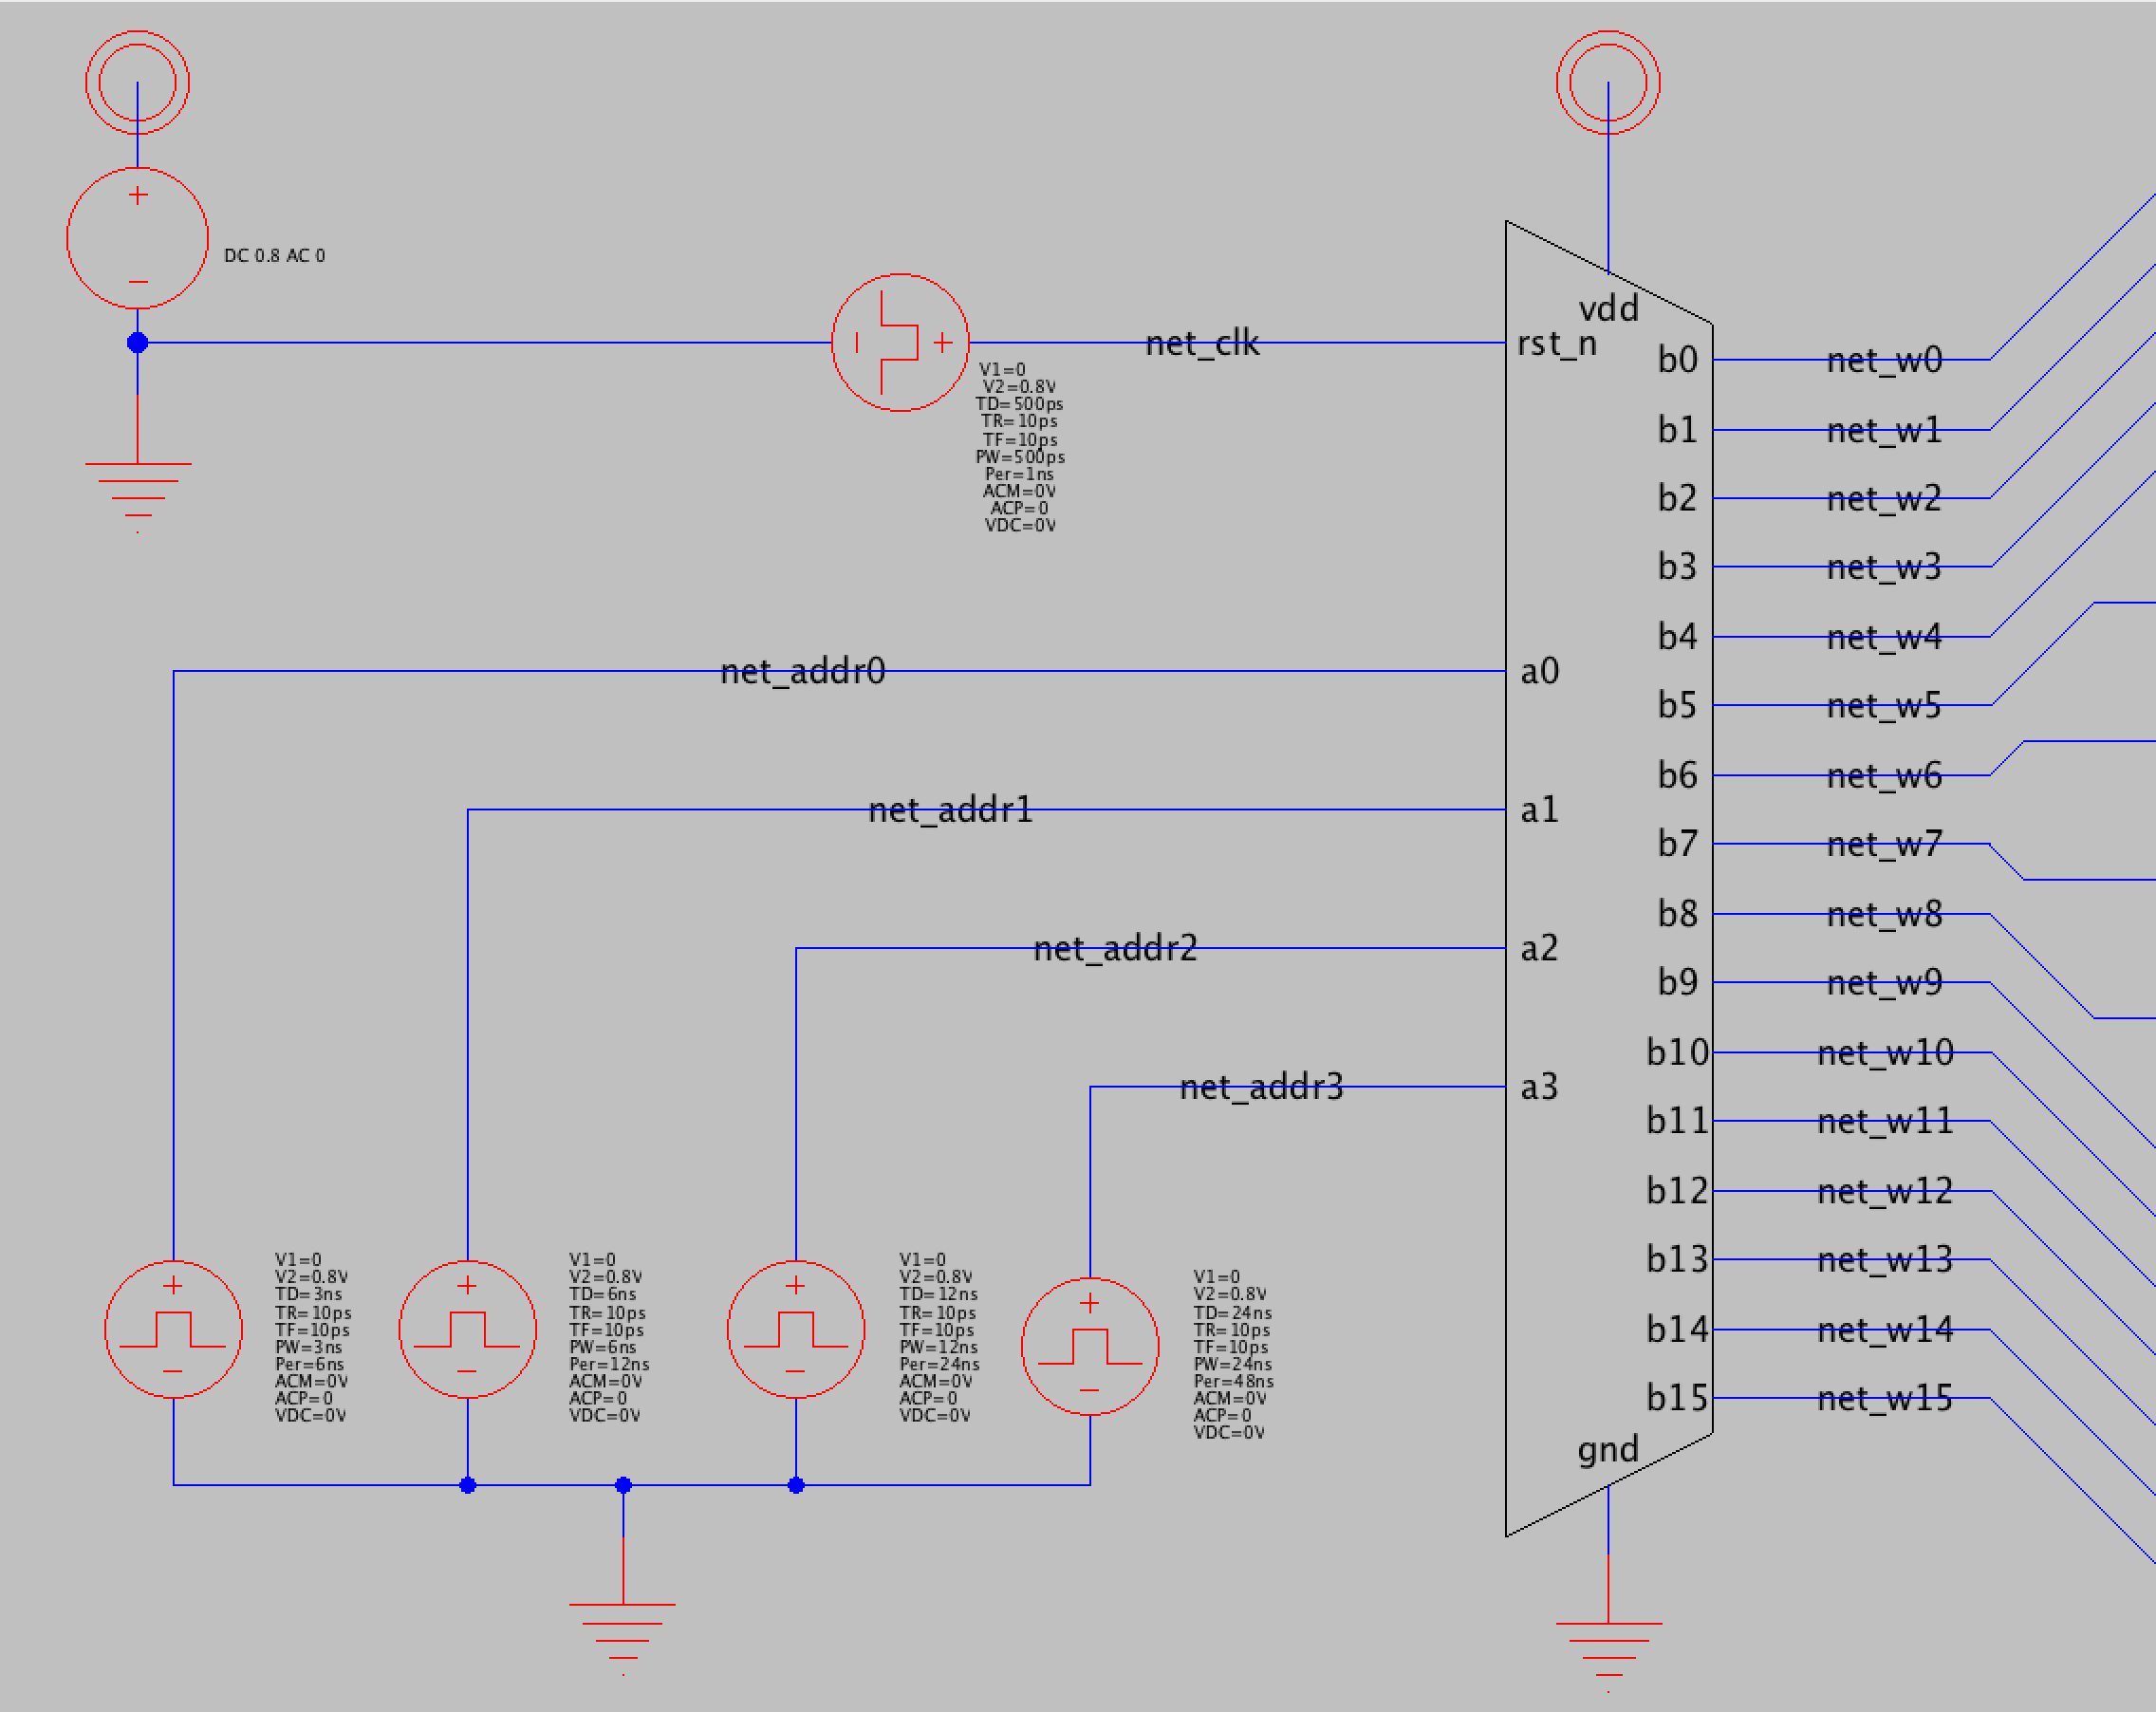 DC 0.8 AC 0
net_clk
V1=0
V2=0.8V
TD=500ps
TR=10ps
TF=10ps
PW=500ps
Per=1ns
ACM=0V
ACP=0
VDC=0V
vdd
rst_n
b0 net_w0
b1 net_w1
b2 net_w2
b3 net_w3
b4 net_w4
net_addr0 a0
b5 net_w5
b6 net_w6
net_addr1 a1
b7 net_w7
b8 net_w8
net_addr2 a2
b9 net_w9
b10 net_w10
net_addr3 a3
b11 net_w11
b12 net_w12
b13 net_w13
b14 net_w14
b15 net_w15
gnd
V1=0
V2=0.8V
TD=3ns
TR=10ps
TF=10ps
PW=3ns
Per=6ns
ACM=0V
ACP=0
VDC=0V
V1=0
V2=0.8V
TD=6ns
TR=10ps
TF=10ps
PW=6ns
Per=12ns
ACM=0V
ACP=0
VDC=0V
V1=0
V2=0.8V
TD=12ns
TR=10ps
TF=10ps
PW=12ns
Per=24ns
ACM=0V
ACP=0
VDC=0V
V1=0
V2=0.8V
TD=24ns
TR=10ps
TF=10ps
PW=24ns
Per=48ns
ACM=0V
ACP=0
VDC=0V